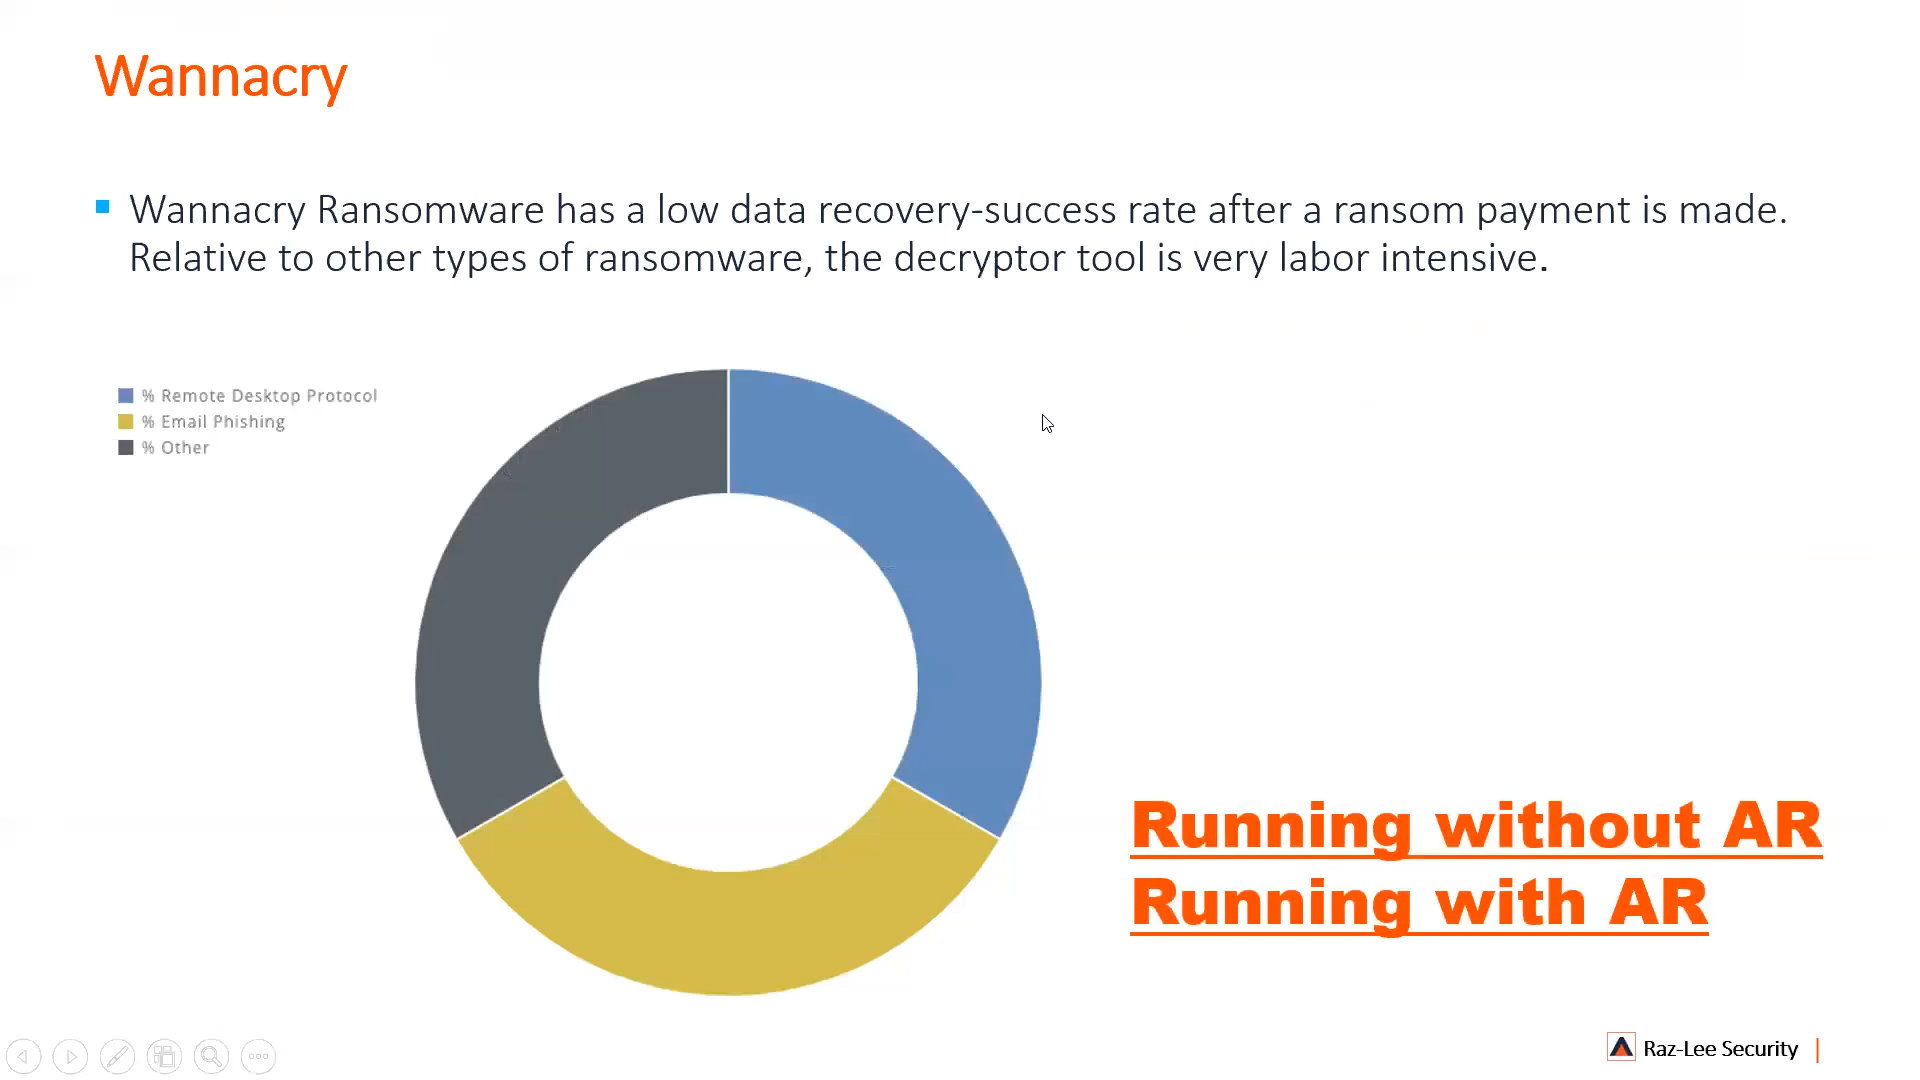 Wannacry
Wannacry Ransomware has a low data recovery-success rate after a ransom payment is made.
Relative to other types of ransomware, the decryptor tool is very labor intensive.
% Remote Desktop Protocol
% Email Phishing
% Other
Running without AR
Running with AR
Raz-Lee Security